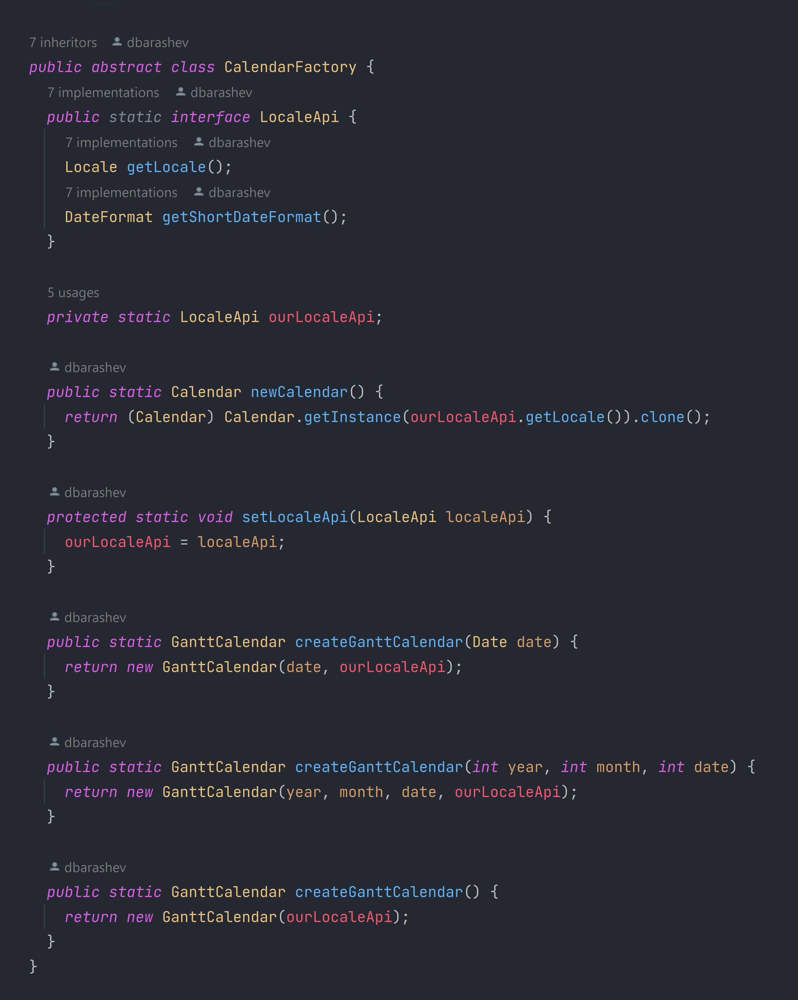 7 inheritors dbarashev
public abstract class CalendarFactory {
7 implementations dbarashev
public static interface LocaleApi {
7 implementations dbarashev
Locale getLocale();
7 implementations dbarashev
DateFormat getShortDateFormat();
}
5 usages
private static LocaleApi ourLocaleApi;
dbarashev
public static Calendar newCalendar() {
return (Calendar) Calendar.getInstance(ourLocaleApi.getLocale()).clone();
}
dbarashev
protected static void setLocaleApi(LocaleApi localeApi) {
ourLocaleApi = localeApi;
}
dbarashev
public static GanttCalendar createGanttCalendar(Date date) {
return new GanttCalendar(date, ourLocaleApi);
}
dbarashev
public static GanttCalendar createGanttCalendar(int year, int month, int date) {
return new GanttCalendar(year, month, date, ourLocaleApi);
}
dbarashev
public static GanttCalendar createGanttCalendar() {
return new GanttCalendar(ourLocaleApi);
}
}